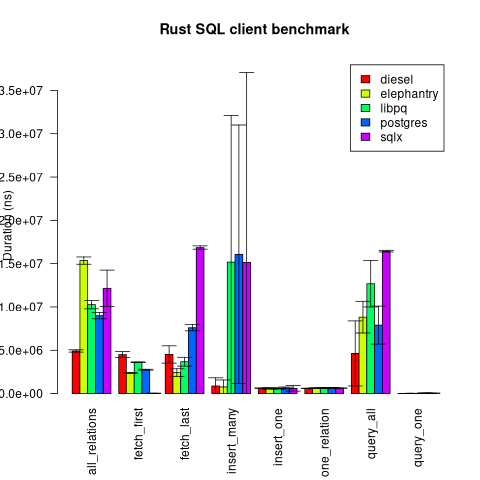 Rust SQL client benchmark
diesel
elephantry
libpq
postgres
sqlx
Duration (ns)
3.5e+07
3.0e+07
2.5e+07
2.0e+07
1.5e+07
1.0e+07
5.0e+06
0.0e+00
all_relations
fetch_first
fetch_last
insert_many
insert_one
one_relation
query_all
query_one